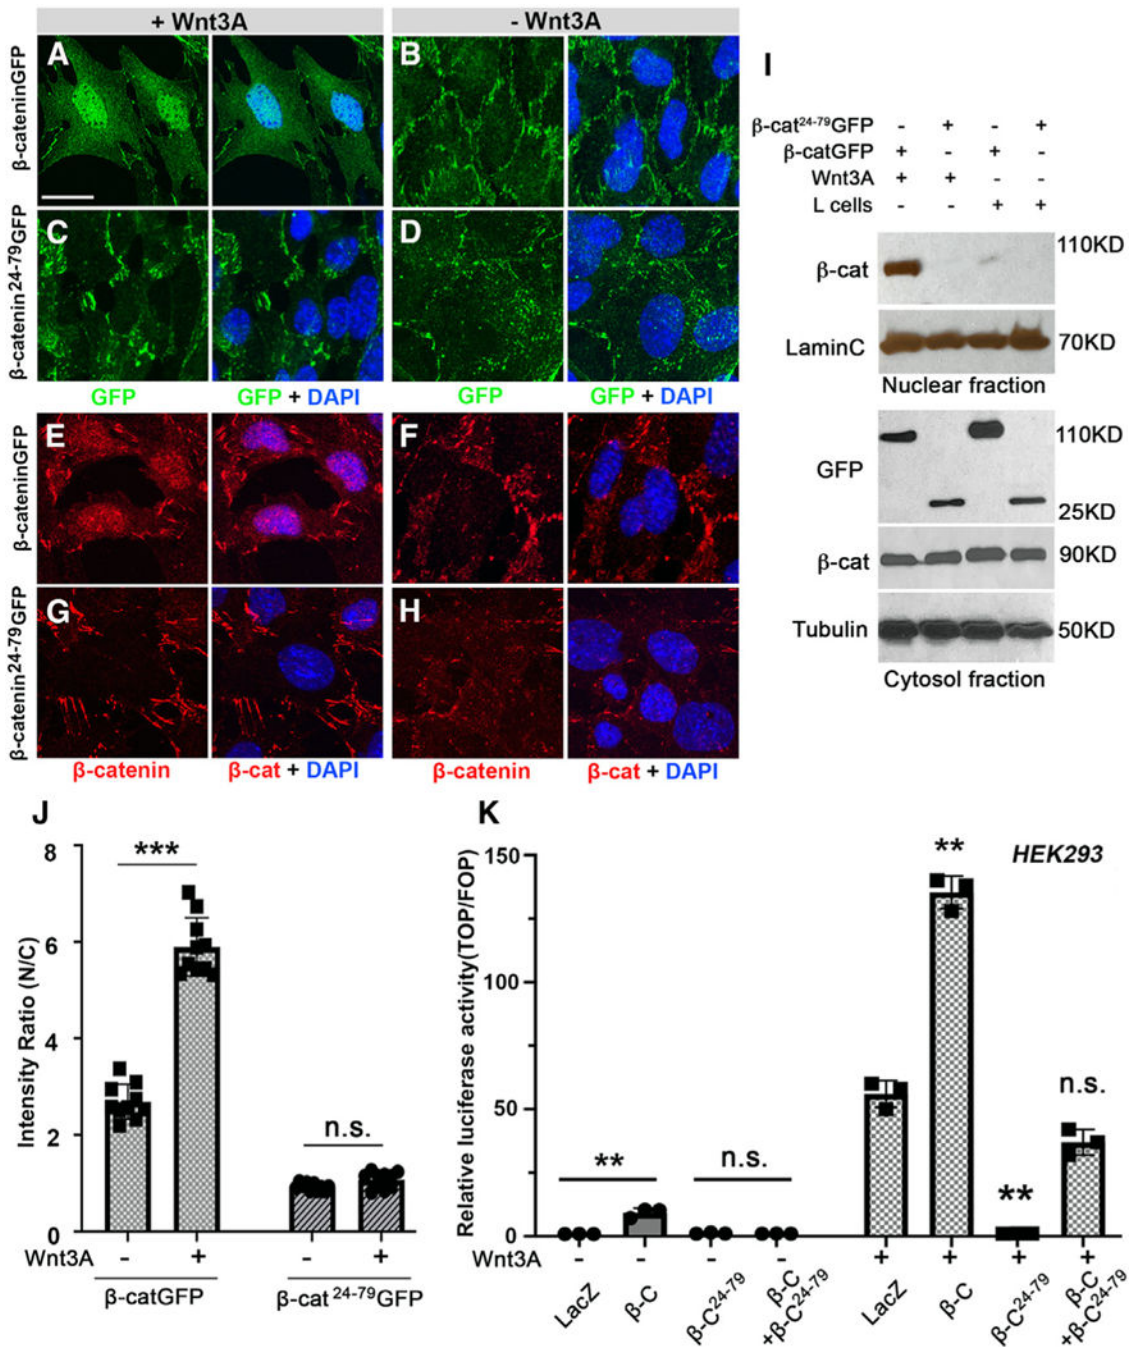 + Wnt3A
- Wnt3A
β-cateninGFP
A
B
β-catenin24-79GFP
C
D
GFP
GFP + DAPI
GFP
GFP + DAPI
β-cateninGFP
E
F
β-catenin24-79GFP
G
H
β-catenin
β-cat + DAPI
β-catenin
β-cat + DAPI
I
β-cat24-79GFP - + - +
β-catGFP + - + -
Wnt3A + + - -
L cells - - + +
β-cat 110KD
LaminC 70KD
Nuclear fraction
GFP 110KD
25KD
β-cat 90KD
Tubulin 50KD
Cytosol fraction
J
Intensity Ratio (N/C)
8
6
4
2
0
***
n.s.
Wnt3A - + - +
β-catGFP
β-cat 24-79GFP
K
HEK293
Relative luciferase activity(TOP/FOP)
150
100
50
0
**
n.s.
**
**
n.s.
Wnt3A - - - - + + + +
LacZ
β-C
β-C24-79
β-C
+β-C24-79
LacZ
β-C
β-C24-79
β-C
+β-C24-79